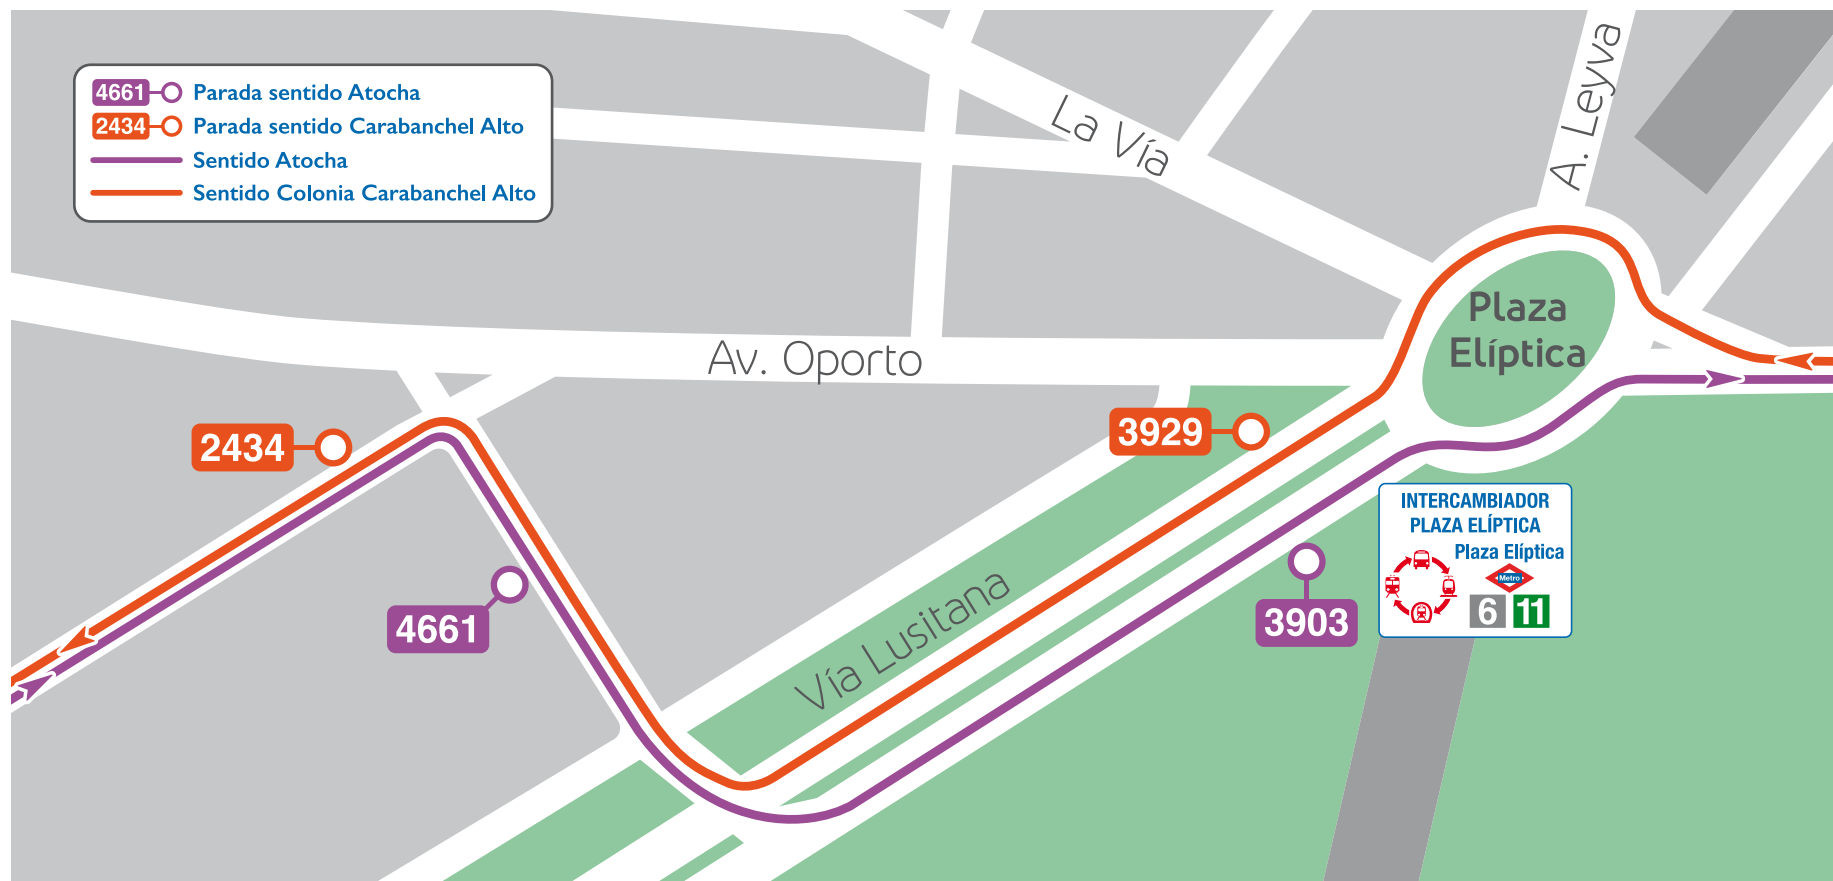 4661 Parada sentido Atocha
2434 Parada sentido Carabanchel Alto
Sentido Atocha
Sentido Colonia Carabanchel Alto
La Vía
A. Leyva
Plaza
Elíptica
Av. Oporto
2434
3929
4661
Vía Lusitana
3903
INTERCAMBIADOR
PLAZA ELÍPTICA
Plaza Elíptica
Metro
6 11